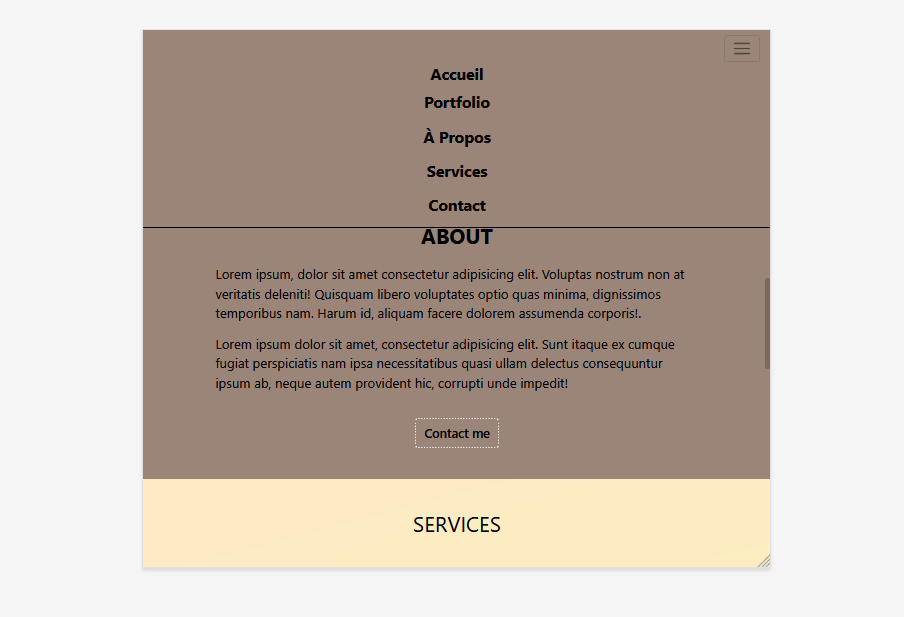 Accueil
Portfolio
À Propos
Services
Contact
ABOUT
Lorem ipsum, dolor sit amet consectetur adipisicing elit. Voluptas nostrum non at
veritatis deleniti! Quisquam libero voluptates optio quas minima, dignissimos
temporibus nam. Harum id, aliquam facere dolorem assumenda corporis!.
Lorem ipsum dolor sit amet, consectetur adipisicing elit. Sunt itaque ex cumque
fugiat perspiciatis nam ipsa necessitatibus quasi ullam delectus consequuntur
ipsum ab, neque autem provident hic, corrupti unde impedit!
Contact me
SERVICES